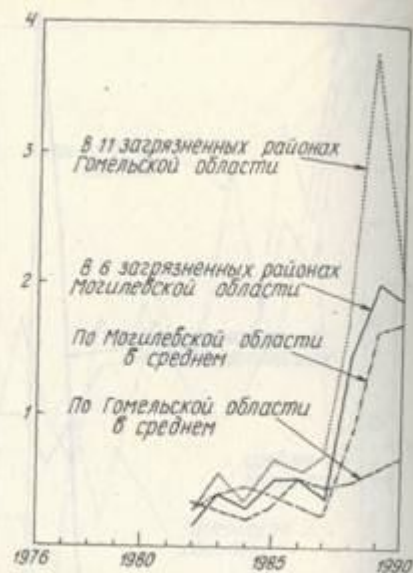 4
3
В 11 загрязненных районах
Гомельской области
2
В 6 загрязненных районах
Могилевской области
По Могилевской области
в среднем
По Гомельской области
в среднем
1
1976
1980
1985
1990